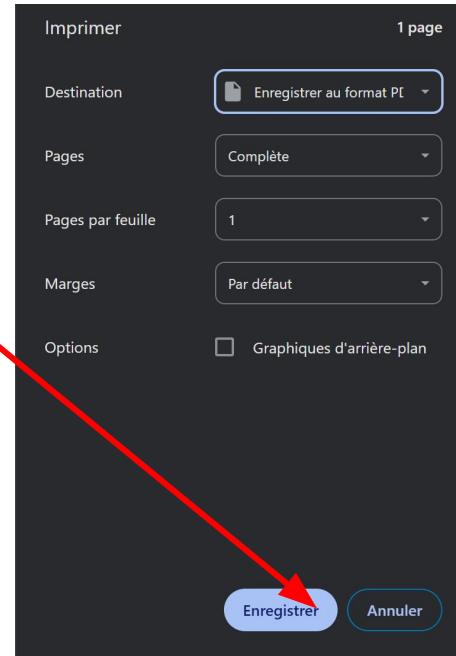 Imprimer 1 page
Destination Enregistrer au format PD
Pages Complète
Pages par feuille 1
Marges Par défaut
Options Graphiques d'arrière-plan
Enregistrer Annuler